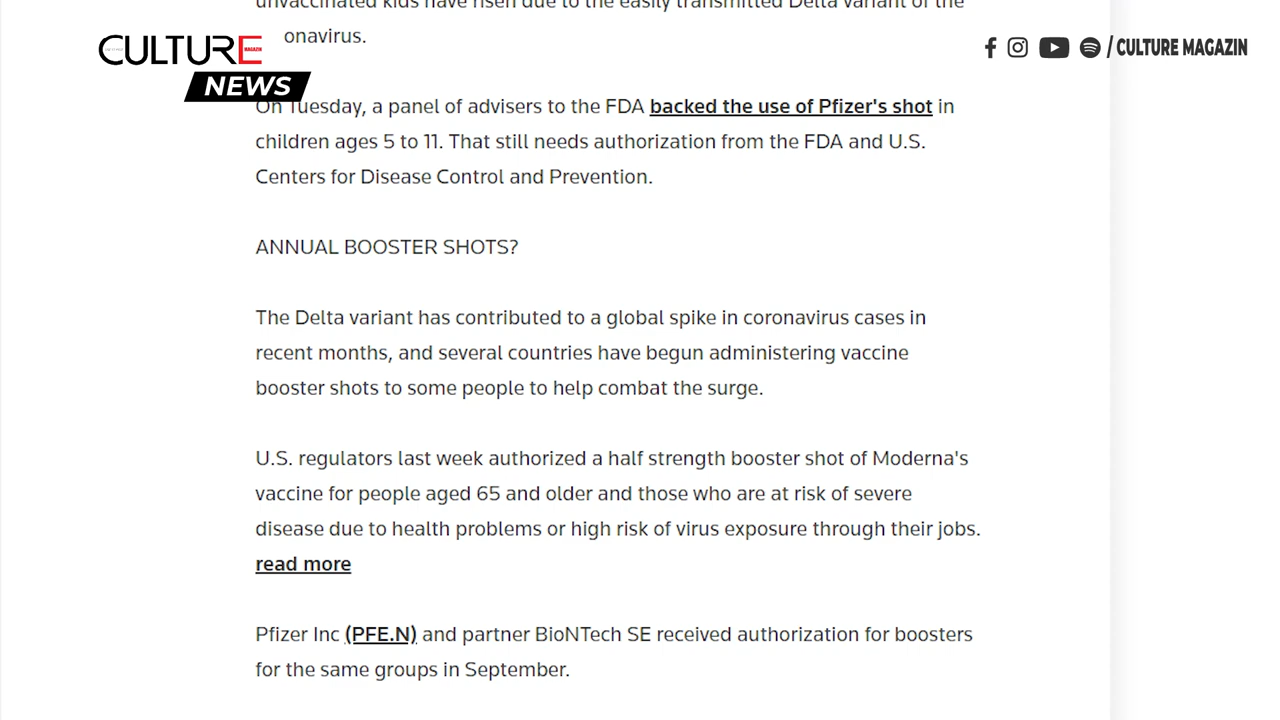 unvaccinated kids have risen due to the easily transmitted Delta variant of the
onavirus.
CULTURE
MAGAZIN
NEWS
/ CULTURE MAGAZIN
On Tuesday, a panel of advisers to the FDA backed the use of Pfizer's shot in
children ages 5 to 11. That still needs authorization from the FDA and U.S.
Centers for Disease Control and Prevention.
ANNUAL BOOSTER SHOTS?
The Delta variant has contributed to a global spike in coronavirus cases in
recent months, and several countries have begun administering vaccine
booster shots to some people to help combat the surge.
U.S. regulators last week authorized a half strength booster shot of Moderna's
vaccine for people aged 65 and older and those who are at risk of severe
disease due to health problems or high risk of virus exposure through their jobs.
read more
Pfizer Inc (PFE.N) and partner BioNTech SE received authorization for boosters
for the same groups in September.